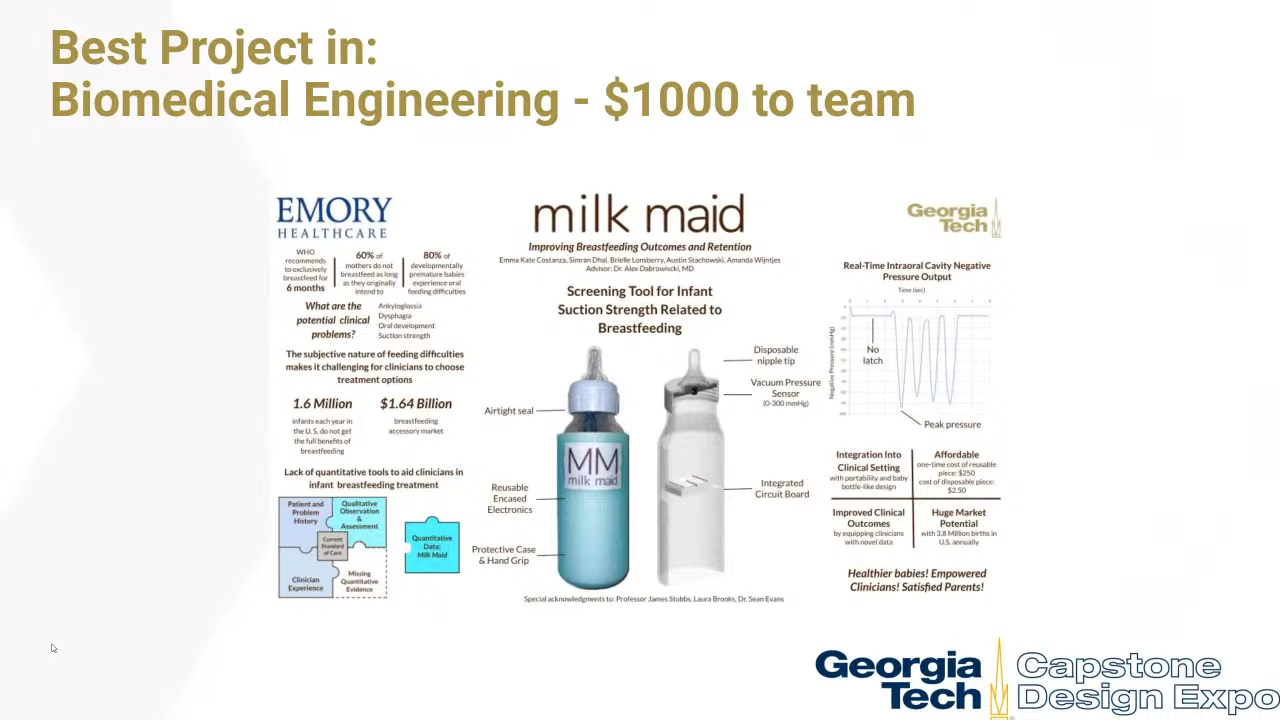 Best Project in:
Biomedical Engineering - $1000 to team
EMORY
HEALTHCARE
WHO
recommends
to exclusively
breastfeed for
6 months
60% of
mothers do not
breastfeed as long
as they originally
intend to
80% of
developmentally
premature babies
experience oral
feeding difficulties
What are the
potential clinical
problems?
Ankyloglossia
Dysphagia
Oral development
Suction strength
The subjective nature of feeding difficulties
makes it challenging for clinicians to choose
treatment options
1.6 Million
infants each year in
the U. S. do not get
the full benefits of
breastfeeding
$1.64 Billion
breastfeeding
accessory market
Lack of quantitative tools to aid clinicians in
infant breastfeeding treatment
Patient and
Problem
History
Qualitative
Observation
&
Assessment
Current
Standard
of Care
Clinician
Experience
Missing
Quantitative
Evidence
Quantitative
Data:
Milk Maid
milk maid
Improving Breastfeeding Outcomes and Retention
Emma Kate Costanza, Simran Dhal, Brielle Lonsberry, Austin Stachowski, Amanda Wijntjes
Advisor: Dr. Alex Dabrowiscki, MD
Screening Tool for Infant
Suction Strength Related to
Breastfeeding
Airtight seal
Reusable
Encased
Electronics
Protective Case
& Hand Grip
MM
milk maid
Disposable
nipple tip
Vacuum Pressure
Sensor
(0-300 mmHg)
Integrated
Circuit Board
Special acknowledgments to: Professor James Stubbs, Laura Brooks, Dr. Sean Evans
Georgia
Tech
Real-Time Intraoral Cavity Negative
Pressure Output
Time (sec)
Negative Pressure (mmHg)
No
latch
Peak pressure
Integration Into
Clinical Setting
with portability and baby
bottle-like design
Affordable
one-time cost of reusable
piece: $250
cost of disposable piece:
$2.50
Improved Clinical
Outcomes
by equipping clinicians
with novel data
Huge Market
Potential
with 3.8 Million births in
U.S. annually
Healthier babies! Empowered
Clinicians! Satisfied Parents!
Georgia
Tech
Capstone
Design Expo